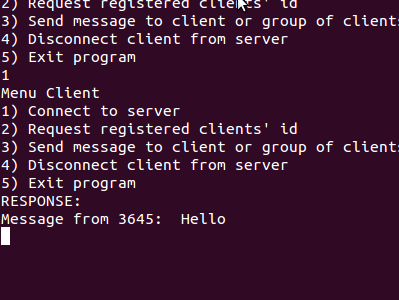 2) Request registered clients' id
3) Send message to client or group of clients
4) Disconnect client from server
5) Exit program
1
Menu Client
1) Connect to server
2) Request registered clients' id
3) Send message to client or group of clients
4) Disconnect client from server
5) Exit program
RESPONSE:
Message from 3645:  Hello